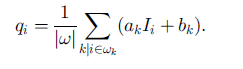 q_i = \frac{1}{|\omega|} \sum_{k|i \in \omega_k} (a_k I_i + b_k).